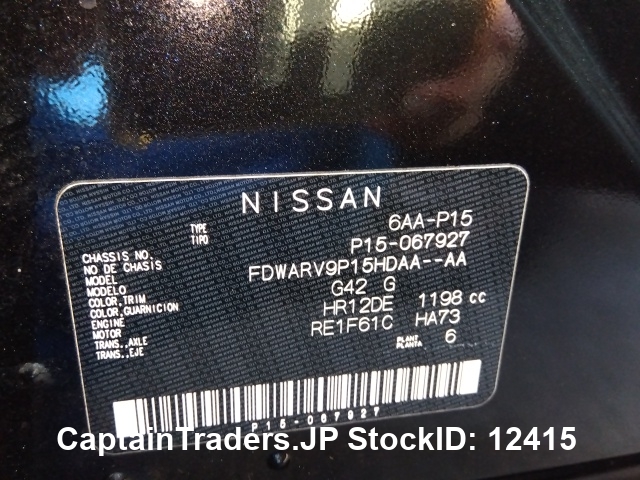 NISSAN
TYPE 6AA-P15
TIPO
CHASSIS NO P15-067927
NO DE CHASIS
MODEL FDWARV9P15HDAA--AA
MODELO
COLOR,TRIM G42 G
COLOR,GUARNICION
ENGINE HR12DE 1198 cc
MOTOR
TRANS.,AXLE RE1F61C HA73
TRANS.,EJE
PLANT 6
PLANTA
P15-067927
CaptainTraders.JP StockID: 12415